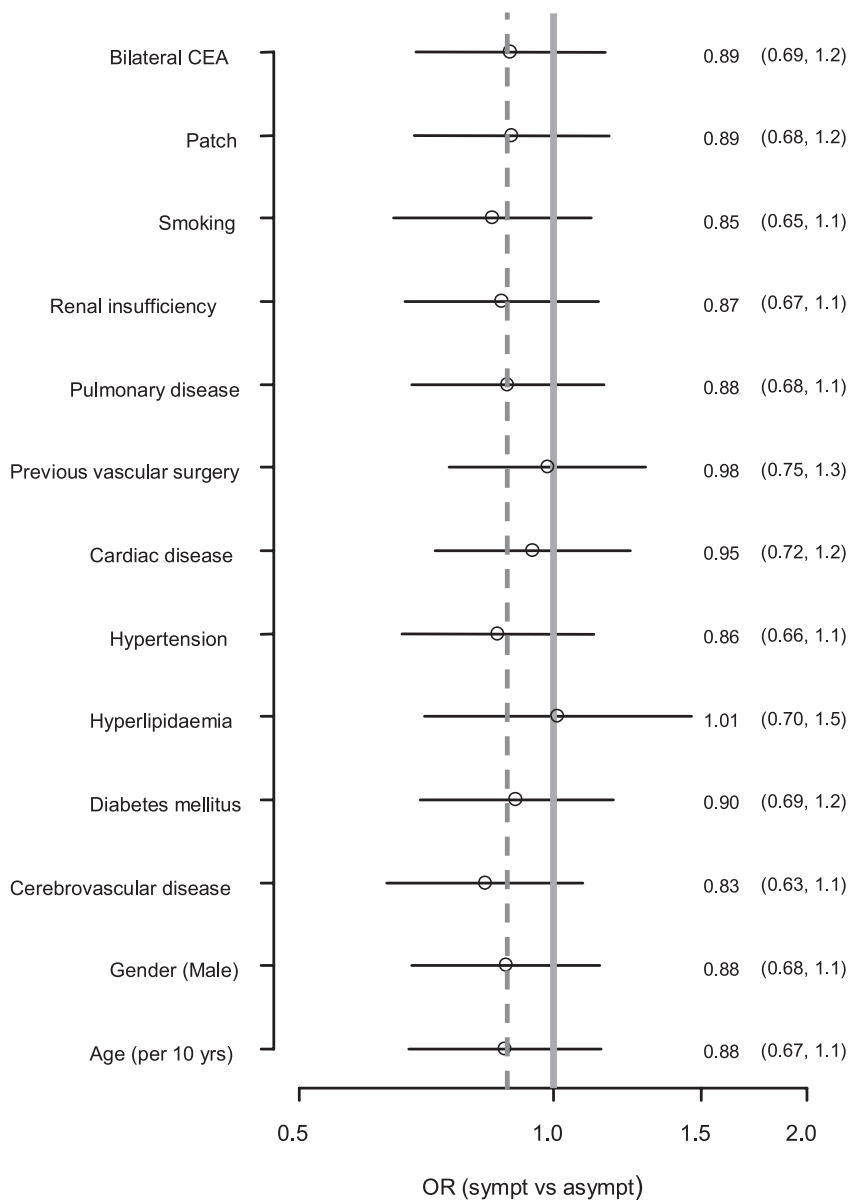 Bilateral CEA 0.89 (0.69, 1.2)
Patch 0.89 (0.68, 1.2)
Smoking 0.85 (0.65, 1.1)
Renal insufficiency 0.87 (0.67, 1.1)
Pulmonary disease 0.88 (0.68, 1.1)
Previous vascular surgery 0.98 (0.75, 1.3)
Cardiac disease 0.95 (0.72, 1.2)
Hypertension 0.86 (0.66, 1.1)
Hyperlipidaemia 1.01 (0.70, 1.5)
Diabetes mellitus 0.90 (0.69, 1.2)
Cerebrovascular disease 0.83 (0.63, 1.1)
Gender (Male) 0.88 (0.68, 1.1)
Age (per 10 yrs) 0.88 (0.67, 1.1)
0.5 1.0 1.5 2.0
OR (sympt vs asympt)